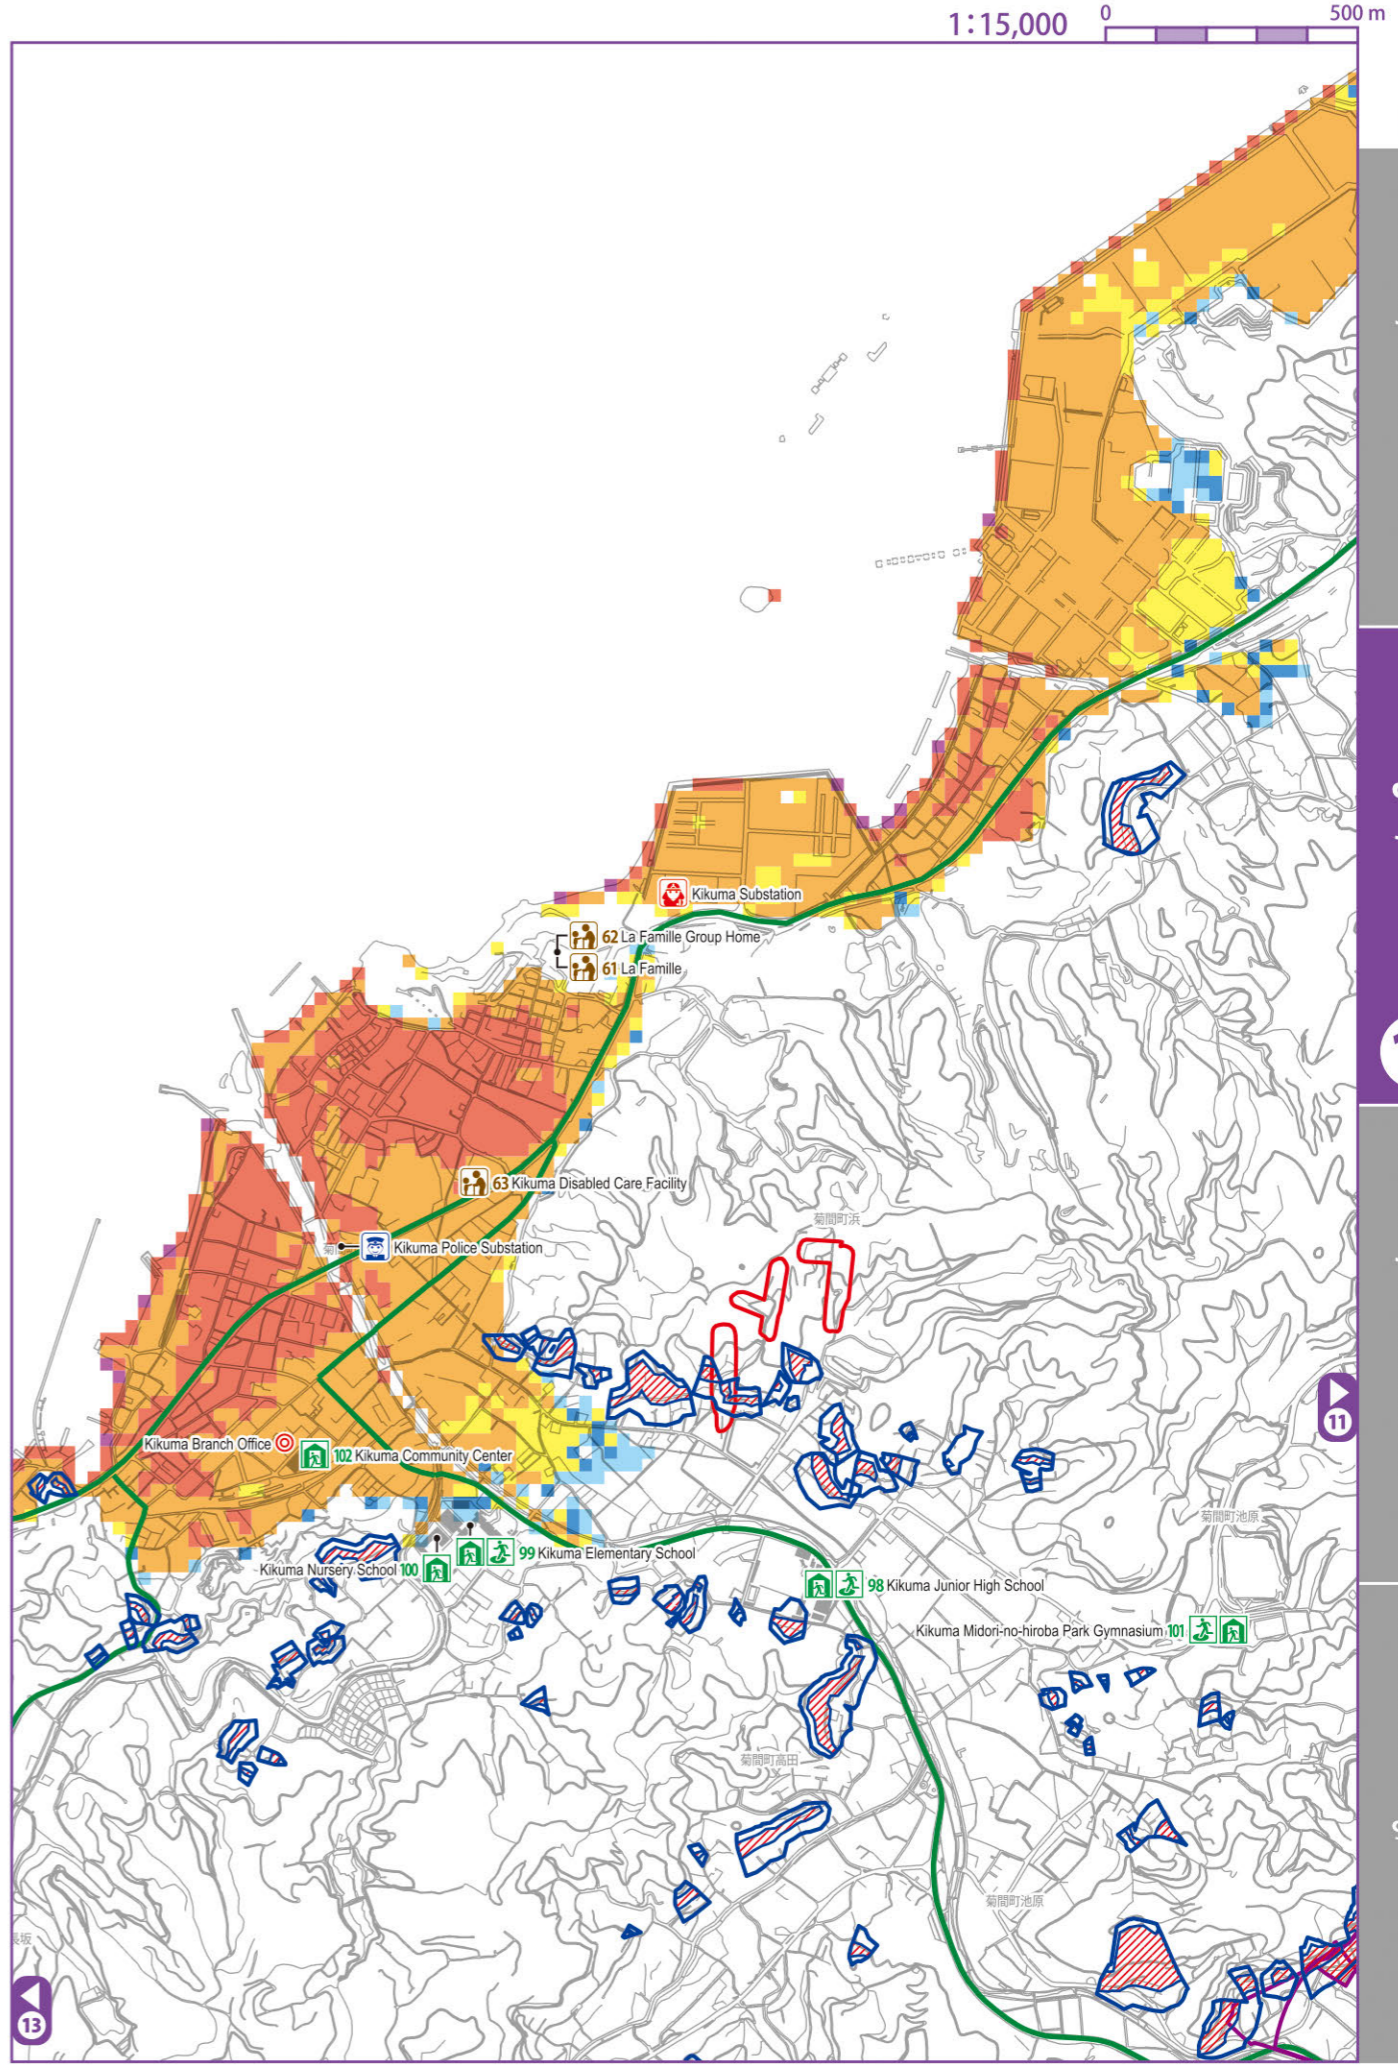 1:15,000
0
500 m
Kikuma Substation
62 La Famille Group Home
61 La Famille
63 Kikuma Disabled Care Facility
菊間町浜
Kikuma Police Substation
11
Kikuma Branch Office
102 Kikuma Community Center
菊間町池原
99 Kikuma Elementary School
Kikuma Nursery School 100
98 Kikuma Junior High School
Kikuma Midori-no-hiroba Park Gymnasium 101
菊間町高田
菊間町池原
長坂
13